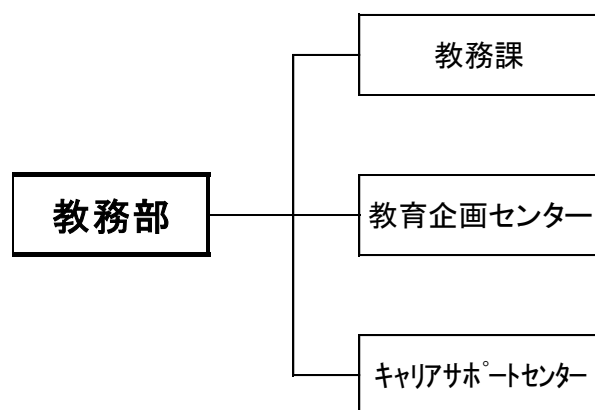 教務課
教務部
教育企画センター
キャリアサポートセンター